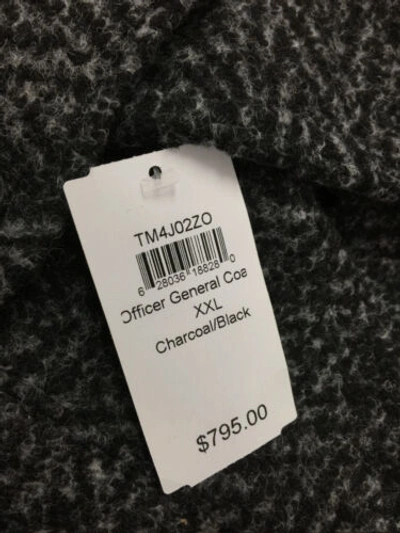 TM4J02ZO
6 28036 18828 0
Officer General Coa
XXL
Charcoal/Black
$795.00